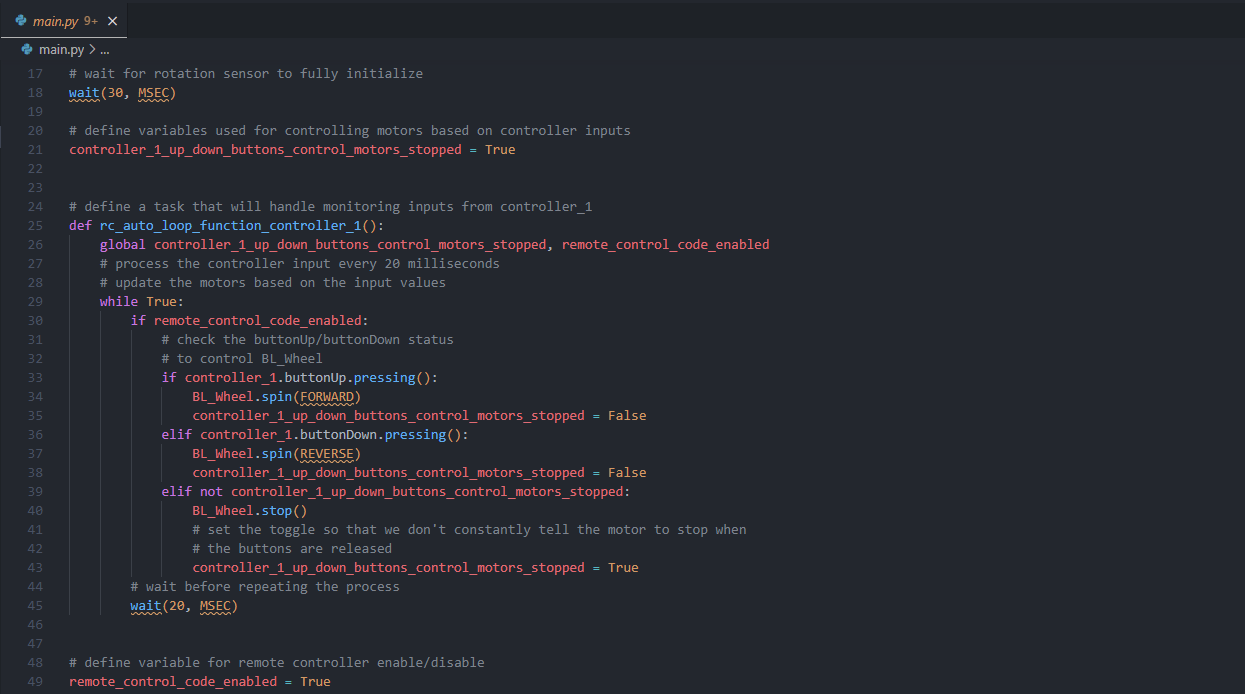 main.py 9+ ×
main.py > ...
17 # wait for rotation sensor to fully initialize
18 wait(30, MSEC)
19
20 # define variables used for controlling motors based on controller inputs
21 controller_1_up_down_buttons_control_motors_stopped = True
22
23
24 # define a task that will handle monitoring inputs from controller_1
25 def rc_auto_loop_function_controller_1():
26     global controller_1_up_down_buttons_control_motors_stopped, remote_control_code_enabled
27     # process the controller input every 20 milliseconds
28     # update the motors based on the input values
29     while True:
30         if remote_control_code_enabled:
31             # check the buttonUp/buttonDown status
32             # to control BL_Wheel
33             if controller_1.buttonUp.pressing():
34                 BL_Wheel.spin(FORWARD)
35                 controller_1_up_down_buttons_control_motors_stopped = False
36             elif controller_1.buttonDown.pressing():
37                 BL_Wheel.spin(REVERSE)
38                 controller_1_up_down_buttons_control_motors_stopped = False
39             elif not controller_1_up_down_buttons_control_motors_stopped:
40                 BL_Wheel.stop()
41                 # set the toggle so that we don't constantly tell the motor to stop when
42                 # the buttons are released
43                 controller_1_up_down_buttons_control_motors_stopped = True
44         # wait before repeating the process
45         wait(20, MSEC)
46
47
48 # define variable for remote controller enable/disable
49 remote_control_code_enabled = True